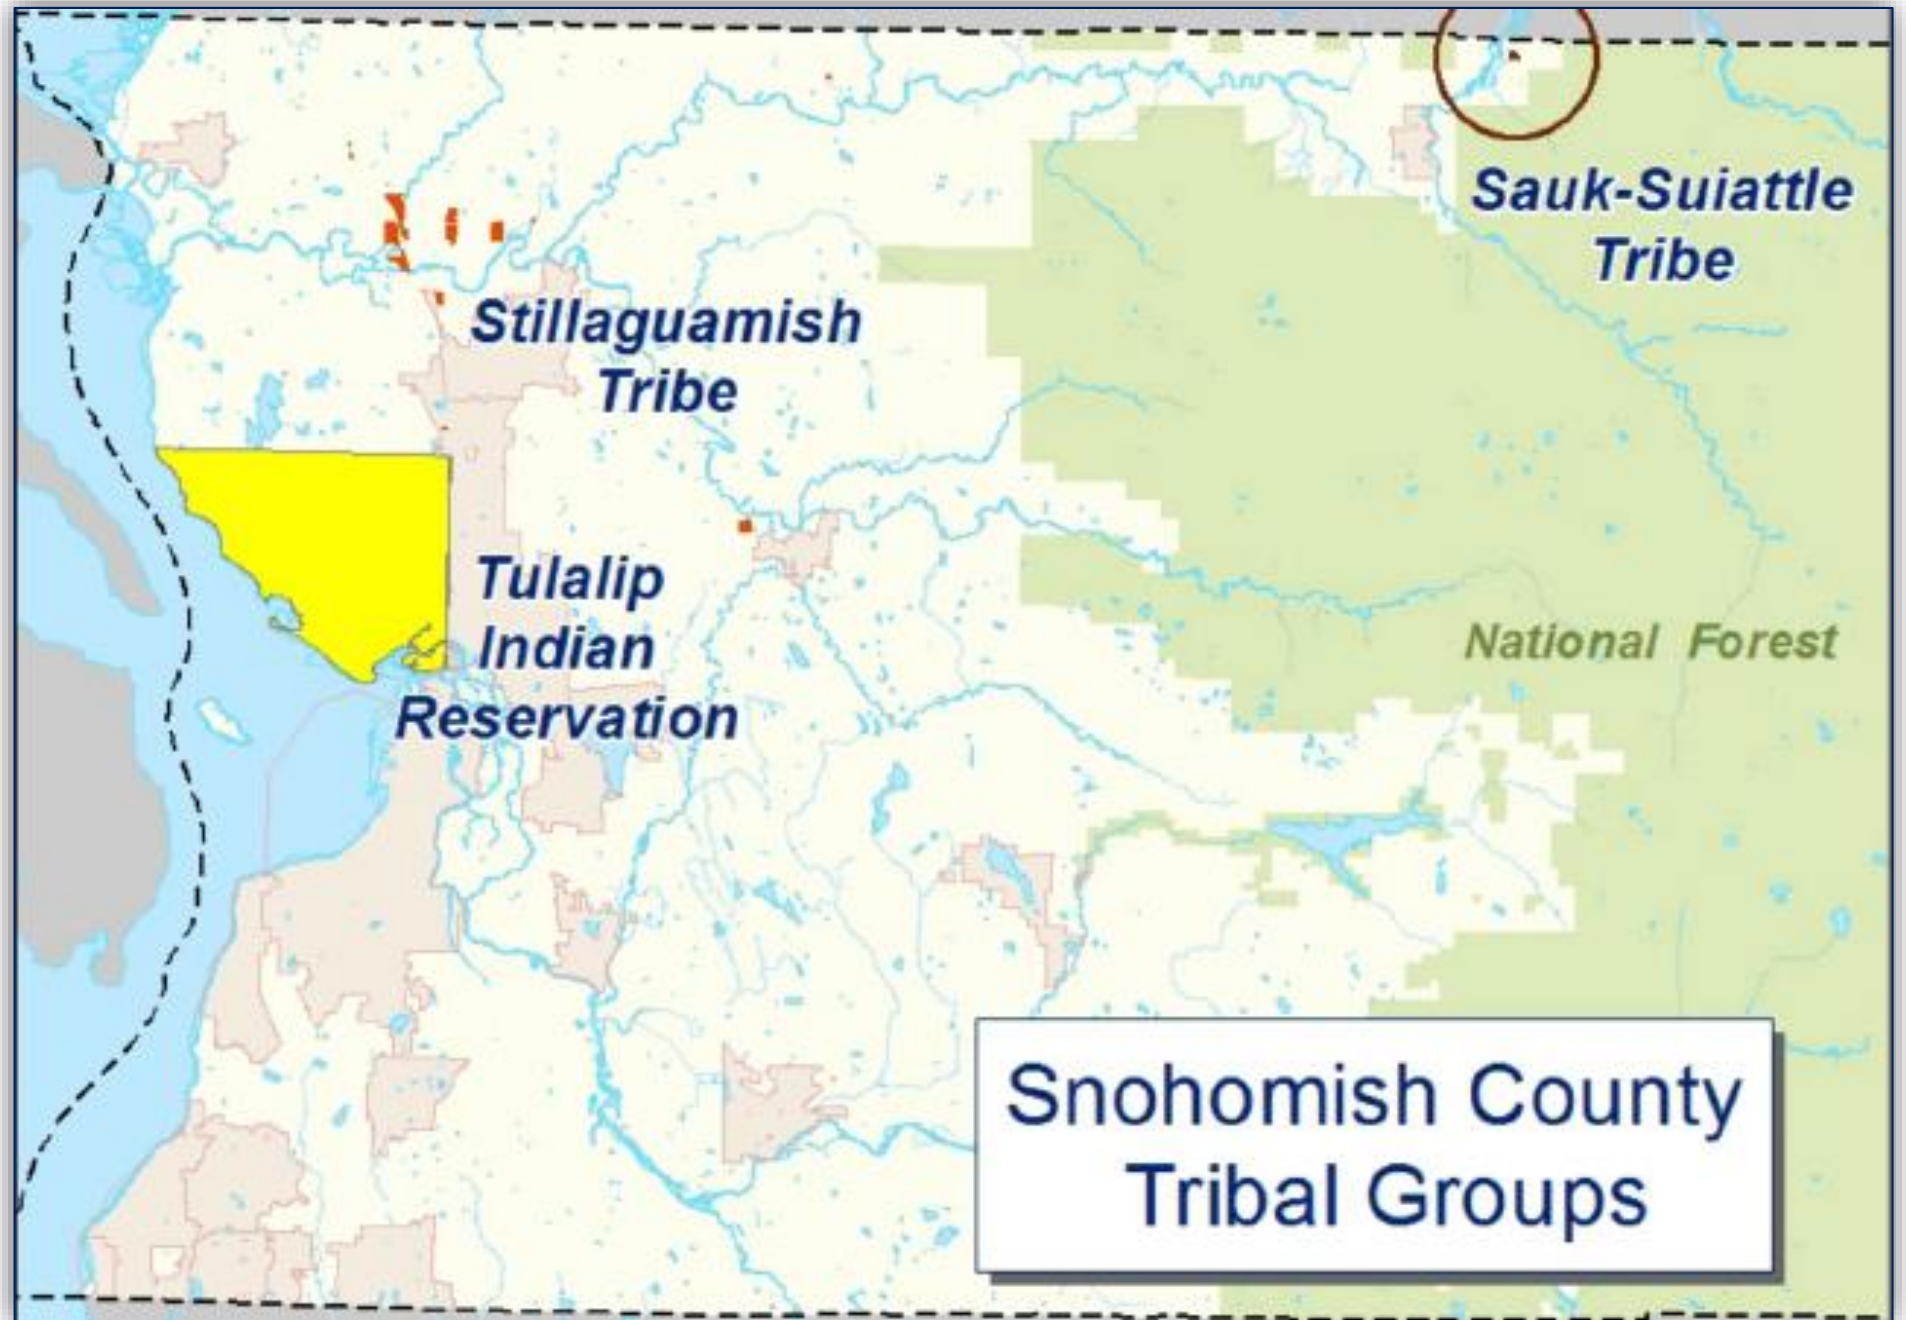 Sauk-Suiattle
Tribe
Stillaguamish
Tribe
Tulalip
Indian
Reservation
National Forest
Snohomish County
Tribal Groups